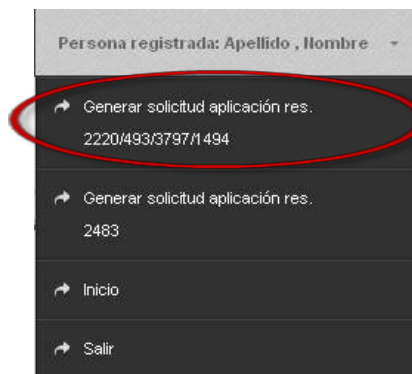 Persona registrada: Apellido , Nombre
Generar solicitud aplicación res.
2220/493/3797/1494
Generar solicitud aplicación res.
2483
Inicio
Salir